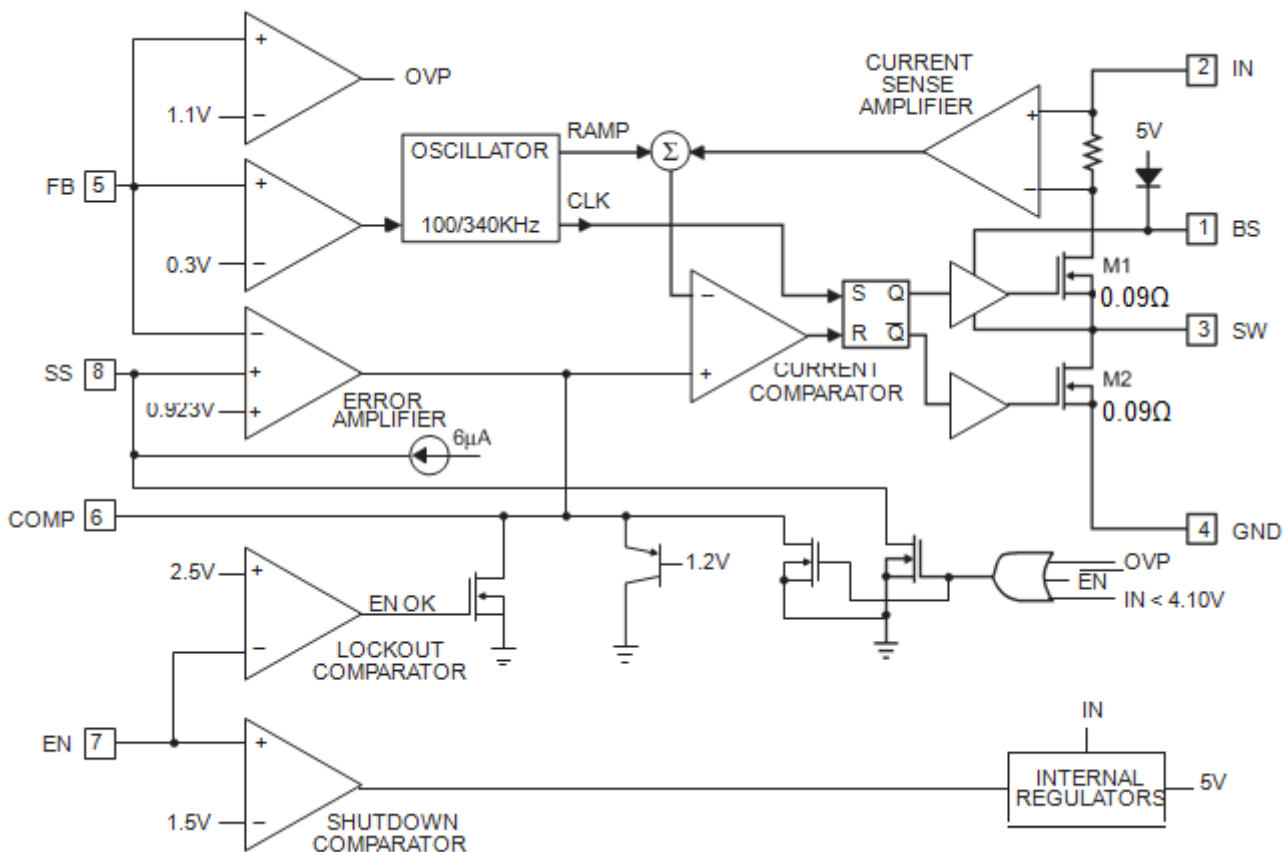 +
OVP
1.1V
−
CURRENT
SENSE
AMPLIFIER
2 IN
+
−
5V
RAMP
OSCILLATOR
100/340KHz
Σ
CLK
FB 5
+
0.3V
−
1 BS
M1
0.09Ω
S Q
R Q̅
−
+
CURRENT
COMPARATOR
3 SW
M2
0.09Ω
−
SS 8
+
0.923V
+
ERROR
AMPLIFIER
6μA
COMP 6
4 GND
2.5V
+
−
EN OK
LOCKOUT
COMPARATOR
1.2V
OVP
E̅N̅
IN < 4.10V
EN 7
+
1.5V
−
SHUTDOWN
COMPARATOR
IN
INTERNAL
REGULATORS
5V